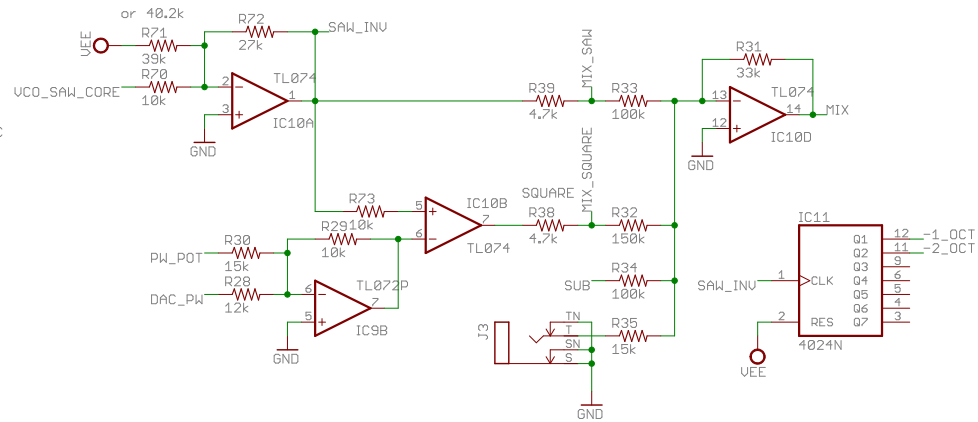 or 40.2k
R71
39k
VEE
R72
27k
SAW_INV
R70
10k
VCO_SAW_CORE
TL074
2
3
1
IC10A
GND
C
R39
4.7k
MIX_SAW
R33
100k
R31
33k
TL074
13
12
14
MIX
IC10D
GND
R73
10k
IC10B
5
6
7
TL074
SQUARE
R38
4.7k
MIX_SQUARE
R32
150k
R29
10k
R30
15k
PW_POT
R28
12k
DAC_PW
TL072P
6
5
7
IC9B
GND
SUB
R34
100k
J3
TN
T
SN
S
R35
15k
GND
IC11
SAW_INV
1
CLK
2
RES
VEE
Q1
12
-1_OCT
Q2
11
-2_OCT
Q3
9
Q4
6
Q5
5
Q6
4
Q7
3
4024N